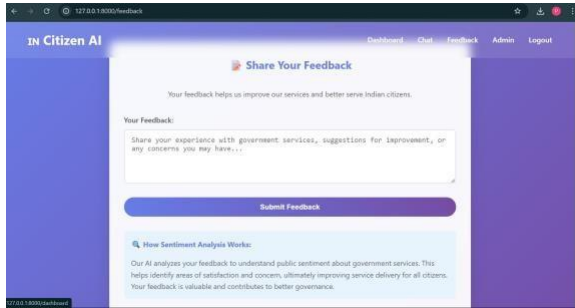 127.0.0.1:8000/feedback
IN Citizen AI
Dashboard Chat Feedback Admin Logout
Share Your Feedback
Your feedback helps us improve our services and better serve Indian citizens.
Your Feedback:
Share your experience with government services, suggestions for improvement, or
any concerns you may have...
Submit Feedback
How Sentiment Analysis Works:
Our AI analyzes your feedback to understand public sentiment about government services. This
helps identify areas of satisfaction and concern, ultimately improving service delivery for all citizens.
Your feedback is valuable and contributes to better governance.
127.0.0.1:8000/dashboard